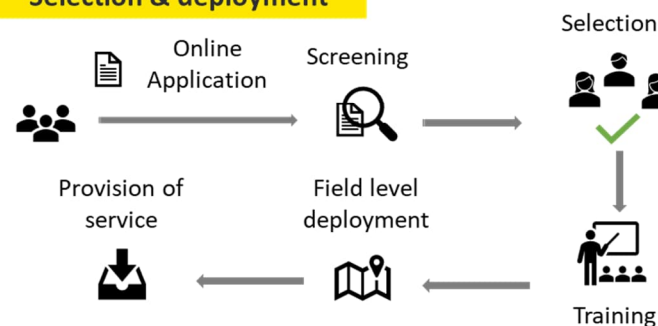 Selection & deployment
Online
Application
Screening
Selection
Provision of
service
Field level
deployment
Training